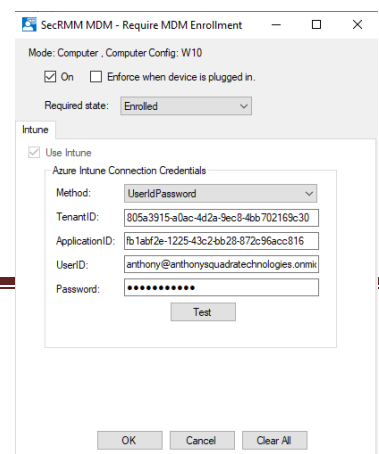 SecRMM MDM - Require MDM Enrollment
Mode: Computer , Computer Config: W10
On Enforce when device is plugged in.
Required state: Enrolled
Intune
Use Intune
Azure Intune Connection Credentials
Method: UserIdPassword
TenantID: 805a3915-a0ac-4d2a-9ec8-4bb702169c30
ApplicationID: fb1abf2e-1225-43c2-bb28-872c96acc816
UserID: anthony@anthonysquadratechnologies.onmic
Password: ●●●●●●●●●●●
Test
OK Cancel Clear All